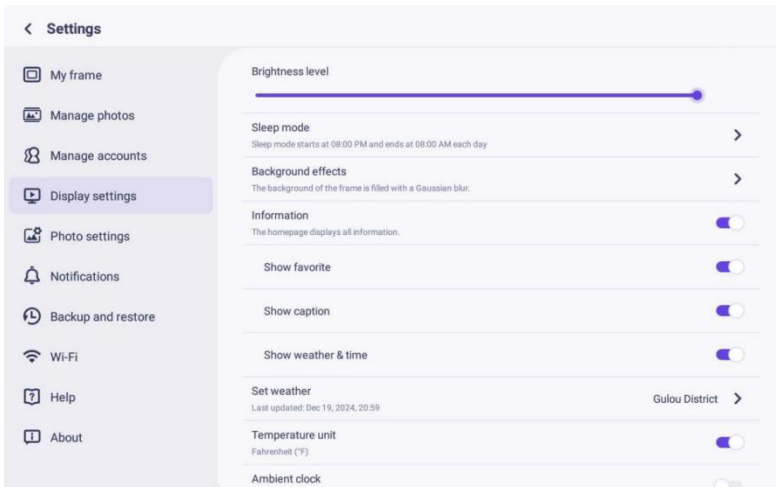 Settings
My frame
Manage photos
Manage accounts
Display settings
Photo settings
Notifications
Backup and restore
Wi-Fi
Help
About
Brightness level
Sleep mode
Sleep mode starts at 08:00 PM and ends at 08:00 AM each day
Background effects
The background of the frame is filled with a Gaussian blur.
Information
The homepage displays all information.
Show favorite
Show caption
Show weather & time
Set weather
Last updated: Dec 19, 2024, 20:59
Gulou District
Temperature unit
Fahrenheit (°F)
Ambient clock